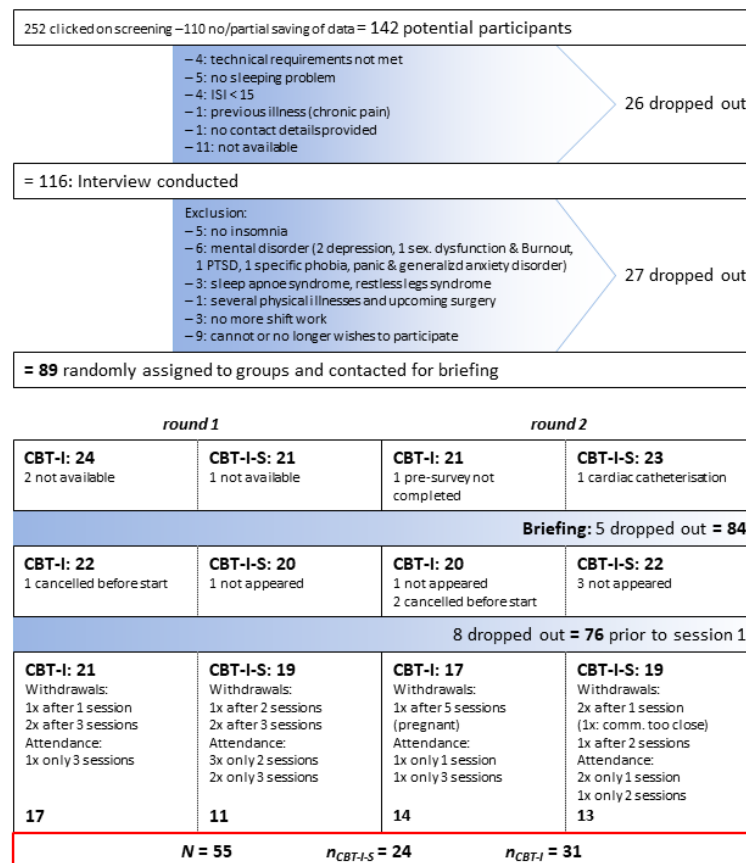 252 clicked on screening –110 no/partial saving of data = 142 potential participants
– 4: technical requirements not met
– 5: no sleeping problem
– 4: ISI < 15
– 1: previous illness (chronic pain)
– 1: no contact details provided
– 11: not available
26 dropped out
= 116: Interview conducted
Exclusion:
– 5: no insomnia
– 6: mental disorder (2 depression, 1 sex. dysfunction & Burnout,
1 PTSD, 1 specific phobia, panic & generalizd anxiety disorder)
– 3: sleep apnoe syndrome, restless legs syndrome
– 1: several physical illnesses and upcoming surgery
– 3: no more shift work
– 9: cannot or no longer wishes to participate
27 dropped out
= 89 randomly assigned to groups and contacted for briefing
round 1
round 2
CBT-I: 24
2 not available
CBT-I-S: 21
1 not available
CBT-I: 21
1 pre-survey not
completed
CBT-I-S: 23
1 cardiac catheterisation
Briefing: 5 dropped out = 84
CBT-I: 22
1 cancelled before start
CBT-I-S: 20
1 not appeared
CBT-I: 20
1 not appeared
2 cancelled before start
CBT-I-S: 22
3 not appeared
8 dropped out = 76 prior to session 1
CBT-I: 21
Withdrawals:
1x after 1 session
2x after 3 sessions
Attendance:
1x only 3 sessions
17
CBT-I-S: 19
Withdrawals:
1x after 2 sessions
2x after 3 sessions
Attendance:
3x only 2 sessions
2x only 3 sessions
11
CBT-I: 17
Withdrawals:
1x after 5 sessions
(pregnant)
Attendance:
1x only 1 session
1x only 3 sessions
14
CBT-I-S: 19
Withdrawals:
2x after 1 session
(1x: comm. too close)
1x after 2 sessions
Attendance:
2x only 1 session
1x only 2 sessions
13
N = 55 nCBT-I-S = 24 nCBT-I = 31